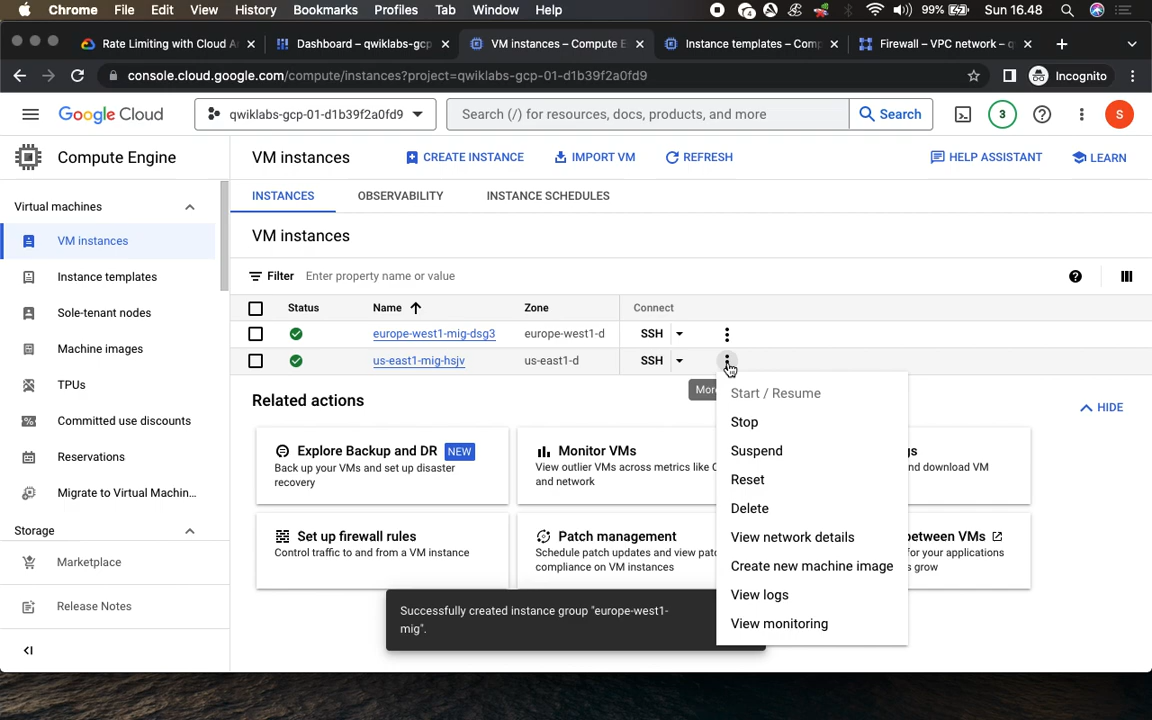 Chrome File Edit View History Bookmarks Profiles Tab Window Help 99% Sun 16.48
Rate Limiting with Cloud A Dashboard – qwiklabs-gc VM instances – Compute E Instance templates – Com Firewall – VPC network – q
console.cloud.google.com/compute/instances?project=qwiklabs-gcp-01-d1b39f2a0fd9 Incognito
Google Cloud qwiklabs-gcp-01-d1b39f2a0fd9 Search (/) for resources, docs, products, and more Search 3 S
Compute Engine VM instances CREATE INSTANCE IMPORT VM REFRESH HELP ASSISTANT LEARN
Virtual machines INSTANCES OBSERVABILITY INSTANCE SCHEDULES
VM instances VM instances
Instance templates Filter Enter property name or value
Sole-tenant nodes Status Name Zone Connect
europe-west1-mig-dsg3 europe-west1-d SSH
Machine images us-east1-mig-hsjv us-east1-d SSH
TPUs Mor Start / Resume
Related actions HIDE
Committed use discounts Stop
Explore Backup and DR NEW Monitor VMs Suspend gs
Reservations Back up your VMs and set up disaster View outlier VMs across metrics like C nd download VM
recovery and network Reset
Migrate to Virtual Machin... Delete
Storage Set up firewall rules Patch management View network details between VMs
Control traffic to and from a VM instance Schedule patch updates and view pat for your applications
compliance on VM instances Create new machine image s grow
Marketplace View logs
Release Notes Successfully created instance group "europe-west1-
mig". View monitoring